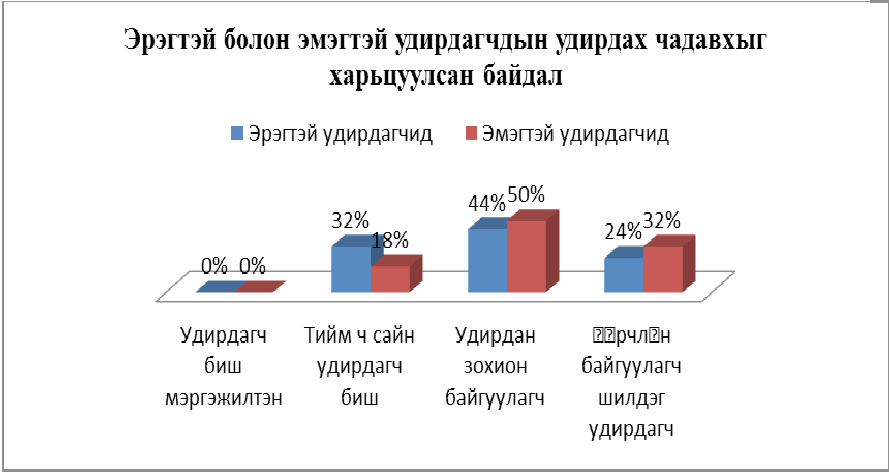 Эрэгтэй болон эмэгтэй удирдагчдын удирдах чадавхыг
харьцуулсан байдал
Эрэгтэй удирдагчид Эмэгтэй удирдагчид
0% 0% 32% 18% 44% 50% 24% 32%
Удирдагч
биш
мэргэжилтэн
Тийм ч сайн
удирдагч
биш
Удирдан
зохион
байгуулагч
байгуулагч
шилдэг
удирдагч